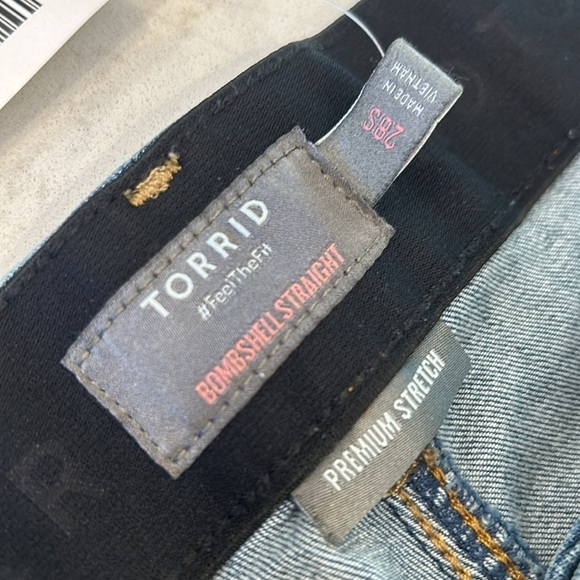 TORRID
#FeelTheFit
BOMBSHELL STRAIGHT
28S
MADE IN
VIETNAM
PREMIUM STRETCH